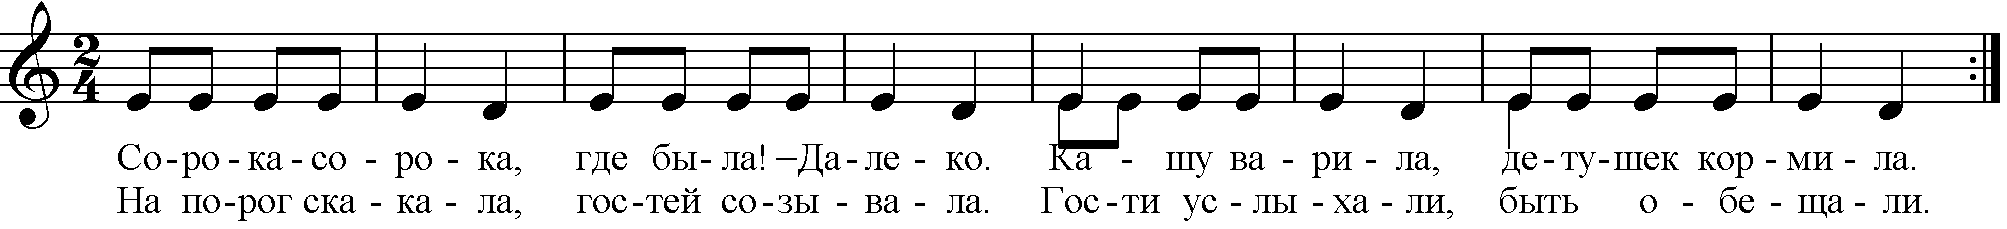 2
4
Со-ро-ка-со-ро-ка, где бы-ла! –Да-ле-ко. Ка-шу ва-ри-ла, де-ту-шек кор-ми-ла.
На по-рог ска-ка-ла, гос-тей со-зы-ва-ла. Гос-ти ус-лы-ха-ли, быть о-бе-ща-ли.